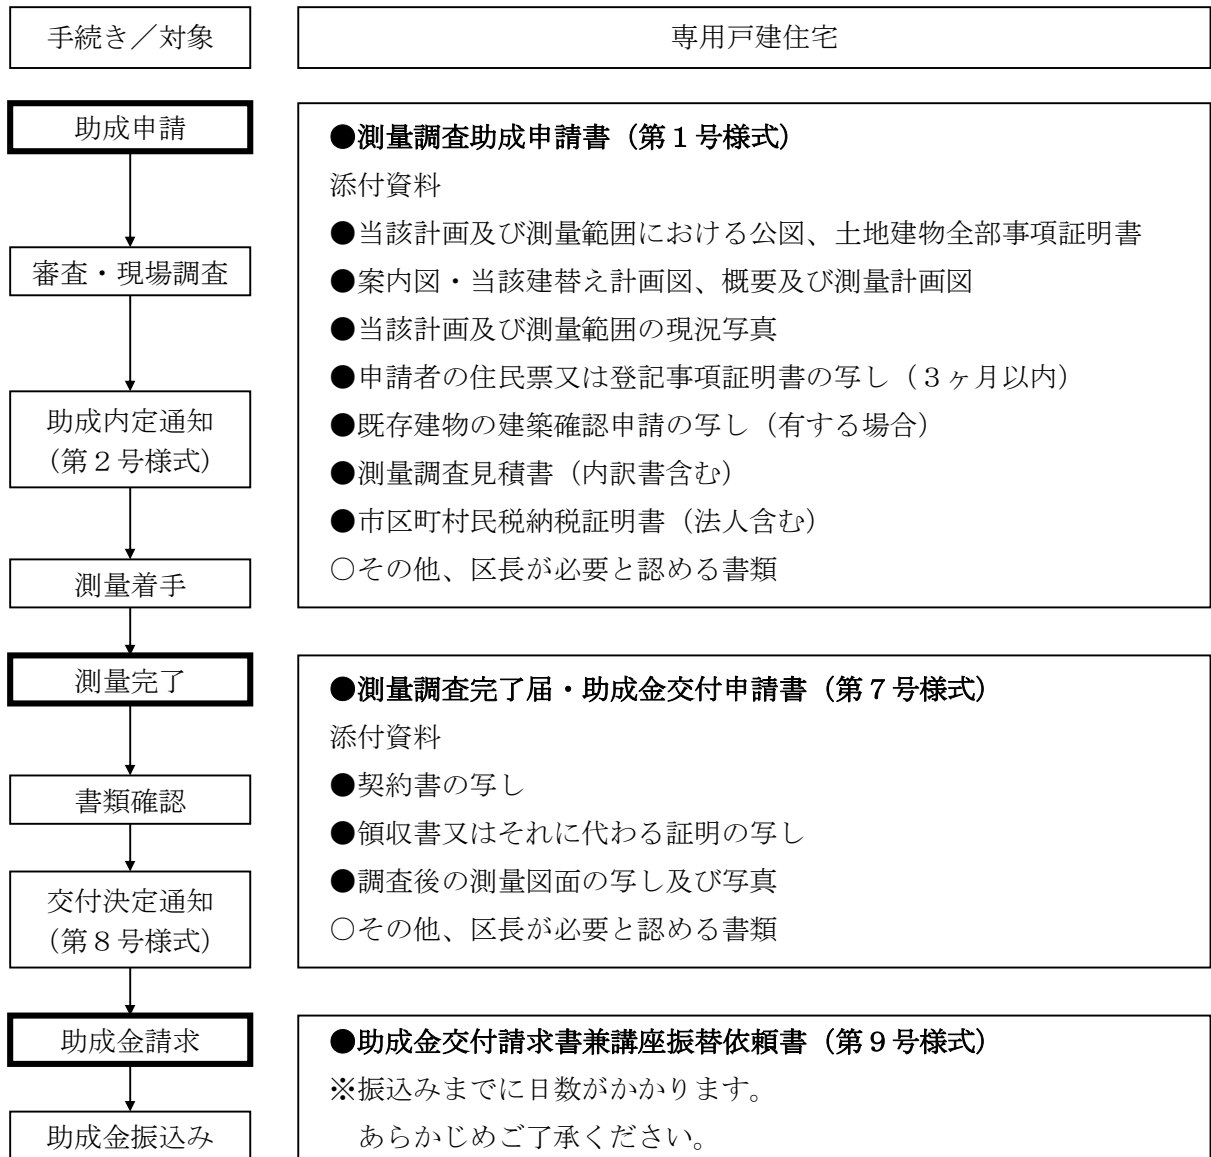 手続き／対象
専用戸建住宅
助成申請
審査・現場調査
助成内定通知
（第２号様式）
測量着手
測量完了
書類確認
交付決定通知
（第８号様式）
助成金請求
助成金振込み
●測量調査助成申請書（第１号様式）
添付資料
●当該計画及び測量範囲における公図、土地建物全部事項証明書
●案内図・当該建替え計画図、概要及び測量計画図
●当該計画及び測量範囲の現況写真
●申請者の住民票又は登記事項証明書の写し（３ヶ月以内）
●既存建物の建築確認申請の写し（有する場合）
●測量調査見積書（内訳書含む）
●市区町村民税納税証明書（法人含む）
○その他、区長が必要と認める書類
●測量調査完了届・助成金交付申請書（第７号様式）
添付資料
●契約書の写し
●領収書又はそれに代わる証明の写し
●調査後の測量図面の写し及び写真
○その他、区長が必要と認める書類
●助成金交付請求書兼講座振替依頼書（第９号様式）
※振込みまでに日数がかかります。
あらかじめご了承ください。